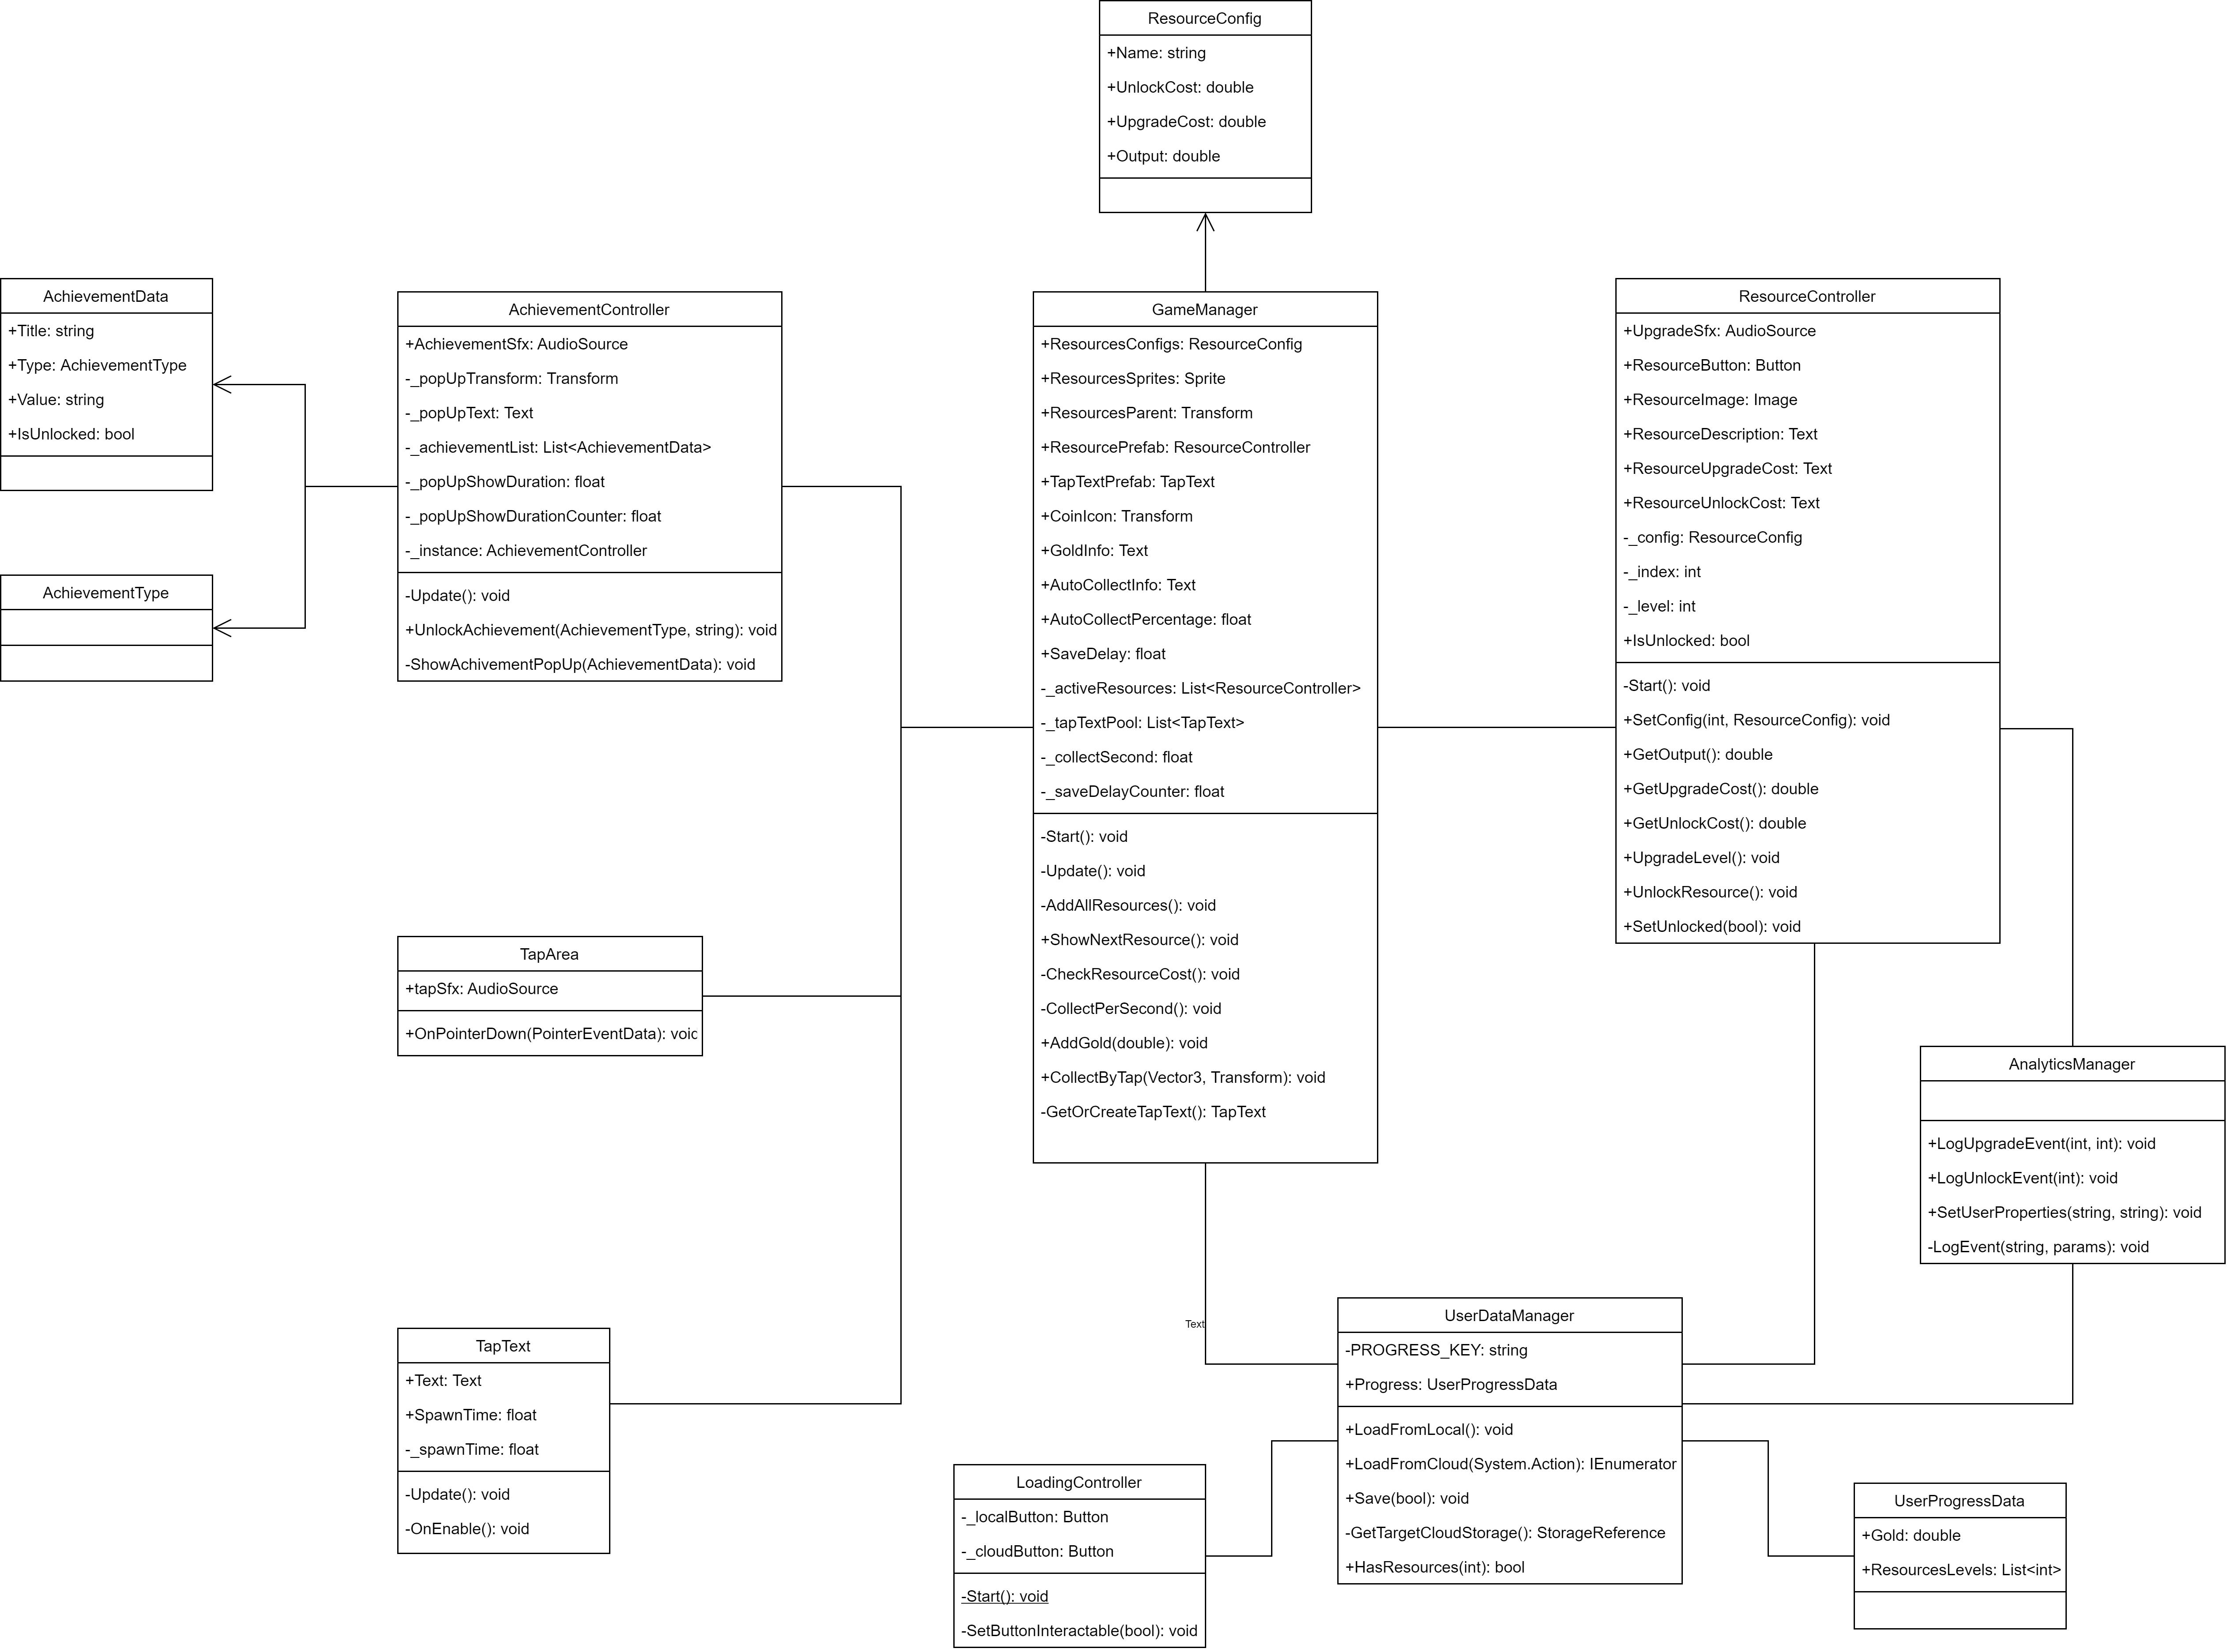 ResourceConfig
+Name: string
+UnlockCost: double
+UpgradeCost: double
+Output: double
AchievementData
+Title: string
+Type: AchievementType
+Value: string
+IsUnlocked: bool
AchievementType
AchievementController
+AchievementSfx: AudioSource
-_popUpTransform: Transform
-_popUpText: Text
-_achievementList: List<AchievementData>
-_popUpShowDuration: float
-_popUpShowDurationCounter: float
-_instance: AchievementController
-Update(): void
+UnlockAchievement(AchievementType, string): void
-ShowAchivementPopUp(AchievementData): void
GameManager
+ResourcesConfigs: ResourceConfig
+ResourcesSprites: Sprite
+ResourcesParent: Transform
+ResourcePrefab: ResourceController
+TapTextPrefab: TapText
+CoinIcon: Transform
+GoldInfo: Text
+AutoCollectInfo: Text
+AutoCollectPercentage: float
+SaveDelay: float
-_activeResources: List<ResourceController>
-_tapTextPool: List<TapText>
-_collectSecond: float
-_saveDelayCounter: float
-Start(): void
-Update(): void
-AddAllResources(): void
+ShowNextResource(): void
-CheckResourceCost(): void
-CollectPerSecond(): void
+AddGold(double): void
+CollectByTap(Vector3, Transform): void
-GetOrCreateTapText(): TapText
ResourceController
+UpgradeSfx: AudioSource
+ResourceButton: Button
+ResourceImage: Image
+ResourceDescription: Text
+ResourceUpgradeCost: Text
+ResourceUnlockCost: Text
-_config: ResourceConfig
-_index: int
-_level: int
+IsUnlocked: bool
-Start(): void
+SetConfig(int, ResourceConfig): void
+GetOutput(): double
+GetUpgradeCost(): double
+GetUnlockCost(): double
+UpgradeLevel(): void
+UnlockResource(): void
+SetUnlocked(bool): void
TapArea
+tapSfx: AudioSource
+OnPointerDown(PointerEventData): voic
AnalyticsManager
+LogUpgradeEvent(int, int): void
+LogUnlockEvent(int): void
+SetUserProperties(string, string): void
-LogEvent(string, params): void
TapText
+Text: Text
+SpawnTime: float
-_spawnTime: float
-Update(): void
-OnEnable(): void
Text
UserDataManager
-PROGRESS_KEY: string
+Progress: UserProgressData
+LoadFromLocal(): void
+LoadFromCloud(System.Action): IEnumerator
+Save(bool): void
-GetTargetCloudStorage(): StorageReference
+HasResources(int): bool
LoadingController
-_localButton: Button
-_cloudButton: Button
-Start(): void
-SetButtonInteractable(bool): void
UserProgressData
+Gold: double
+ResourcesLevels: List<int>